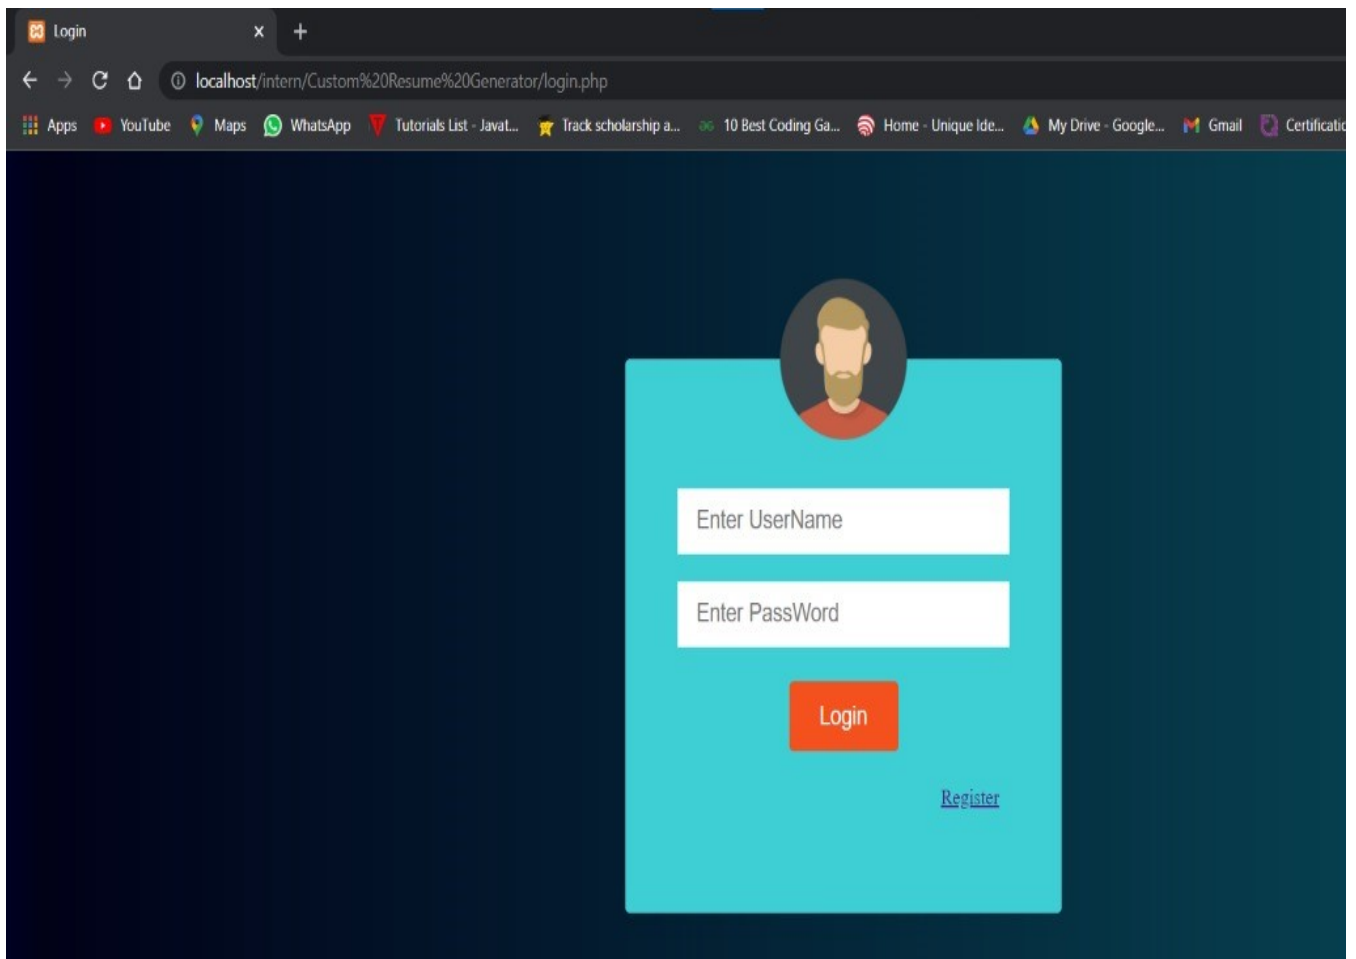 Login
localhost/intern/Custom%20Resume%20Generator/login.php
Apps YouTube Maps WhatsApp Tutorials List - Javat... Track scholarship a... 10 Best Coding Ga... Home - Unique Ide... My Drive - Google... Gmail Certificatio
Enter UserName
Enter PassWord
Login
Register